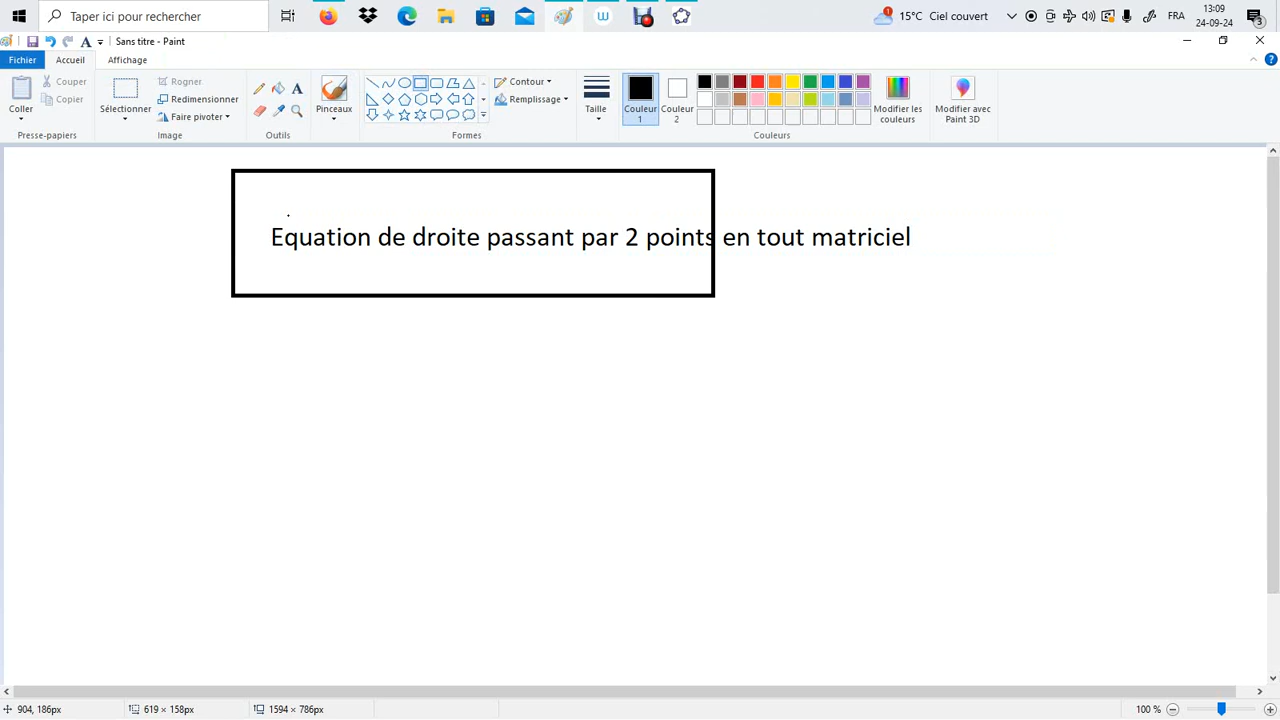 Taper ici pour rechercher
15°C Ciel couvert
FRA
13:09
24-09-24
3
Sans titre - Paint
Fichier
Accueil
Affichage
Coller
Couper
Copier
Presse-papiers
Sélectionner
Rogner
Redimensionner
Faire pivoter
Image
Outils
Pinceaux
Formes
Contour
Remplissage
Taille
Couleur 1
Couleur 2
Modifier les couleurs
Couleurs
Modifier avec Paint 3D
Equation de droite passant par 2 points en tout matriciel
904, 186px
619 × 158px
1594 × 786px
100 %